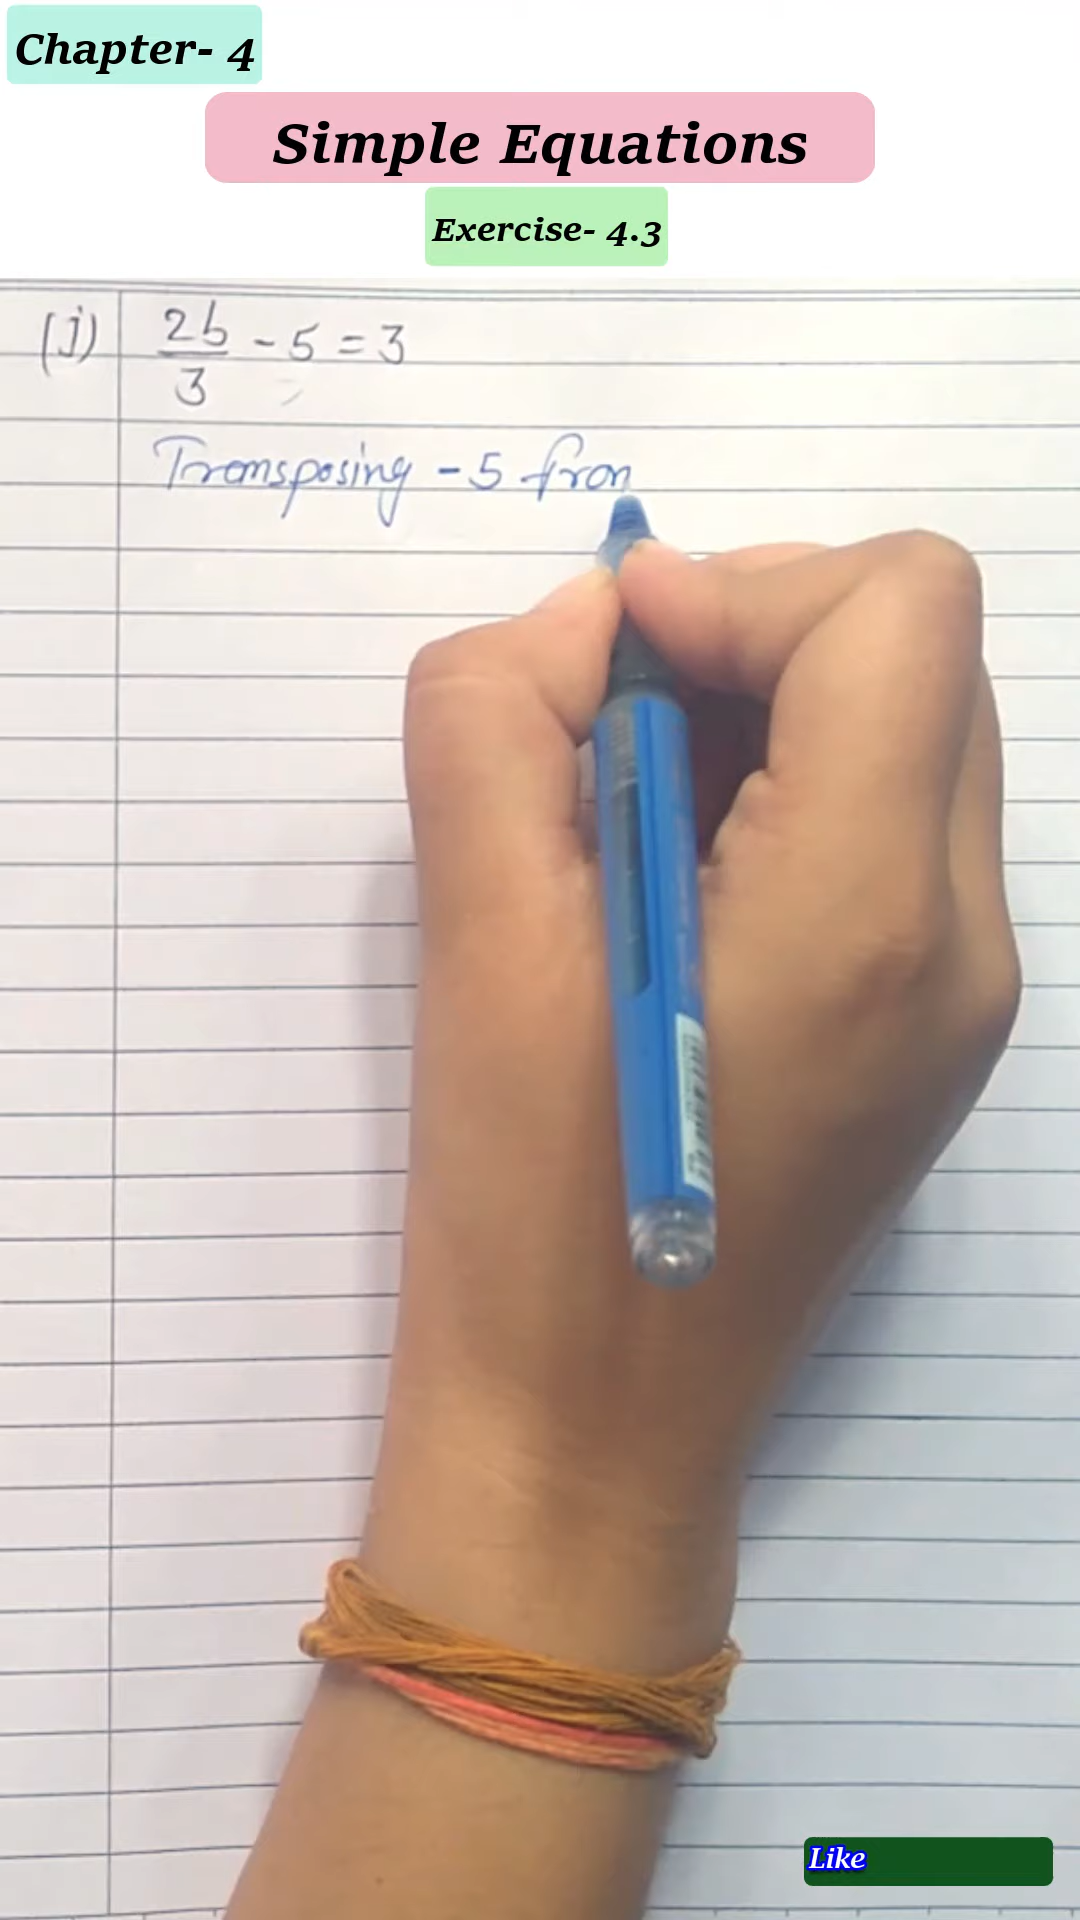 Chapter- 4
Simple Equations
Exercise- 4.3
(j) 2b/3 - 5 = 3
Transposing -5 from
Like